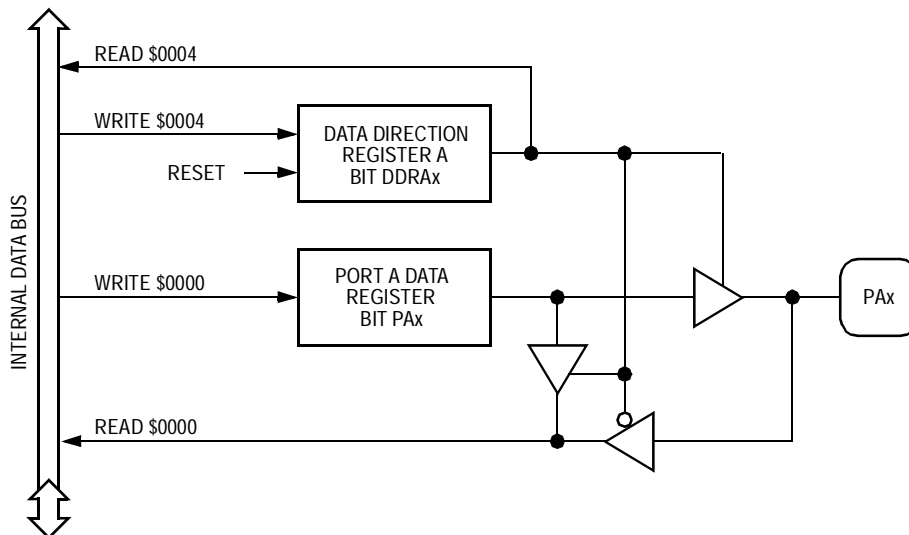 READ $0004
WRITE $0004
DATA DIRECTION
REGISTER A
BIT DDRAx
RESET
INTERNAL DATA BUS
WRITE $0000
PORT A DATA
REGISTER
BIT PAx
PAx
READ $0000